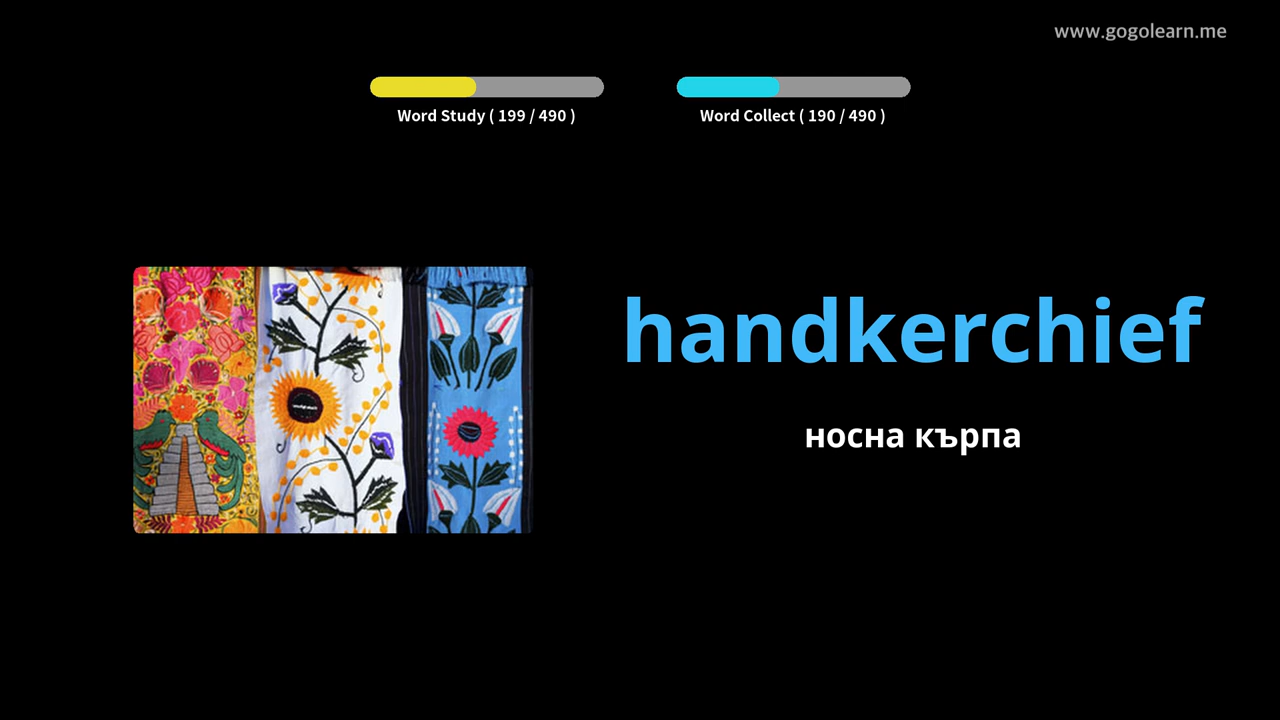 www.gogolearn.me
Word Study ( 199 / 490 )
Word Collect ( 190 / 490 )
handkerchief
носна кърпа